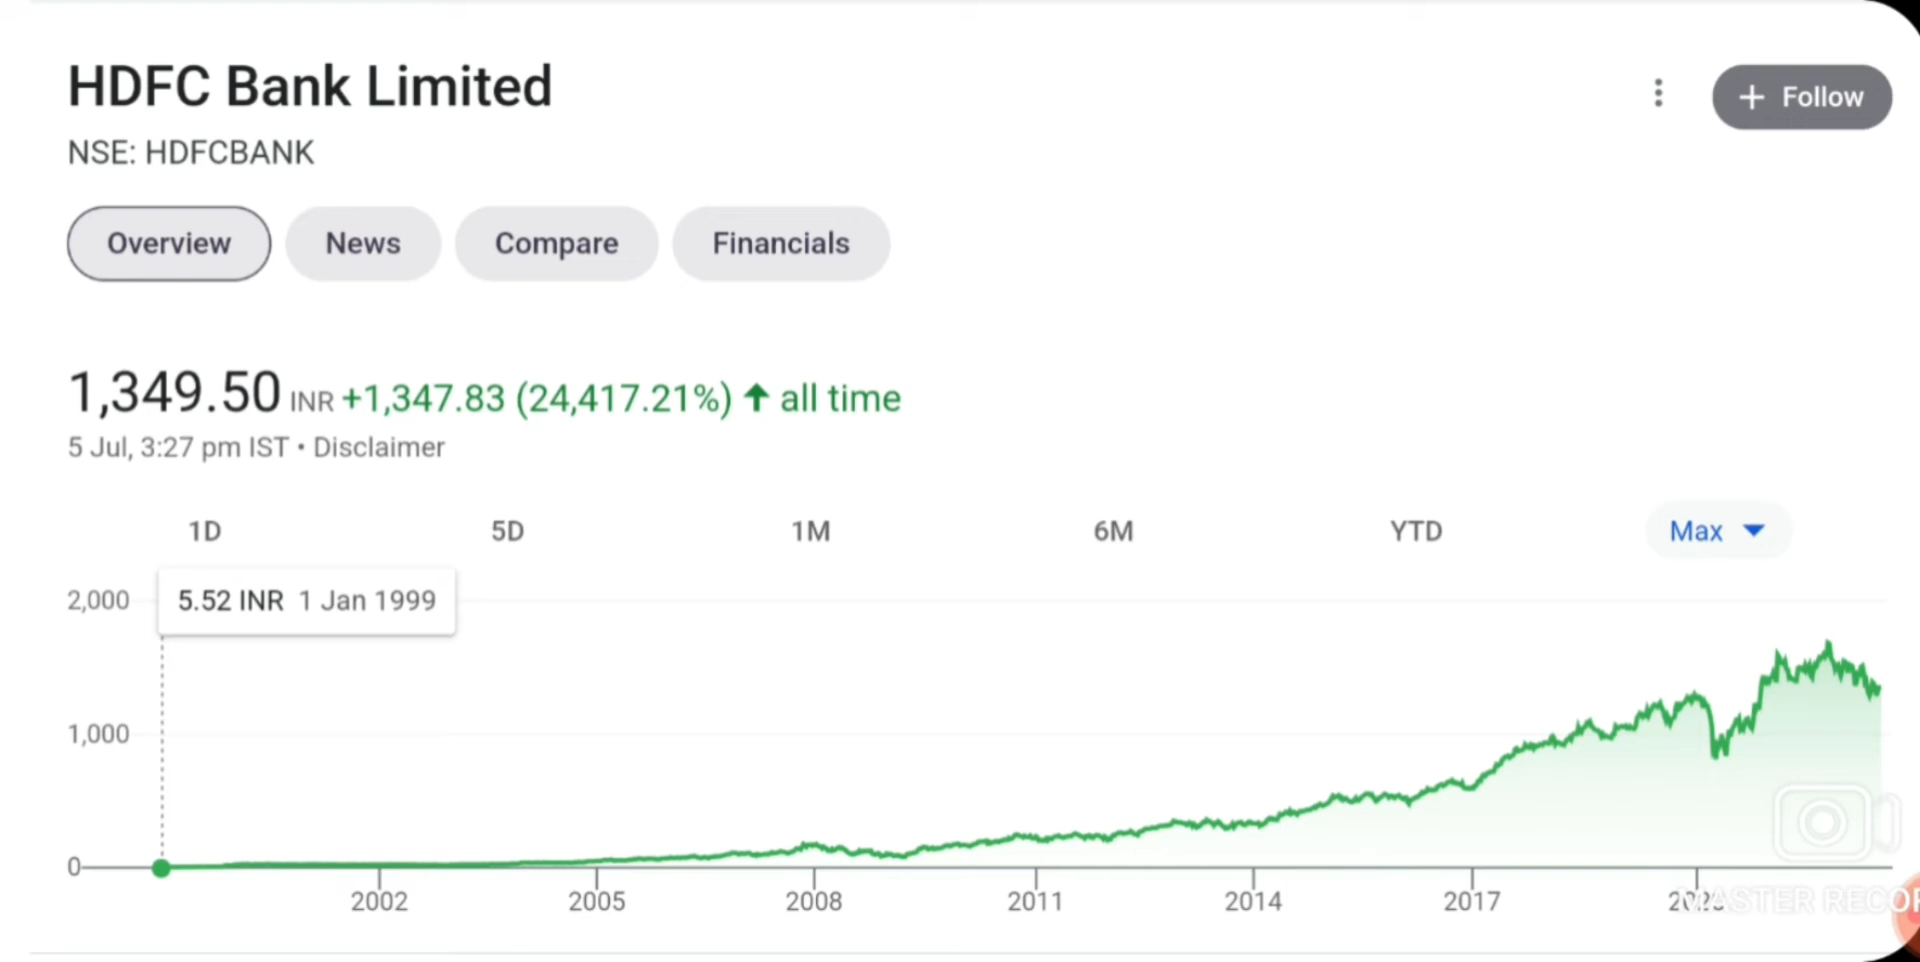 HDFC Bank Limited
+ Follow
NSE: HDFCBANK
Overview News Compare Financials
1,349.50 INR +1,347.83 (24,417.21%) ↑ all time
5 Jul, 3:27 pm IST • Disclaimer
1D 5D 1M 6M YTD Max
2,000
5.52 INR 1 Jan 1999
1,000
0
2002 2005 2008 2011 2014 2017
MASTER